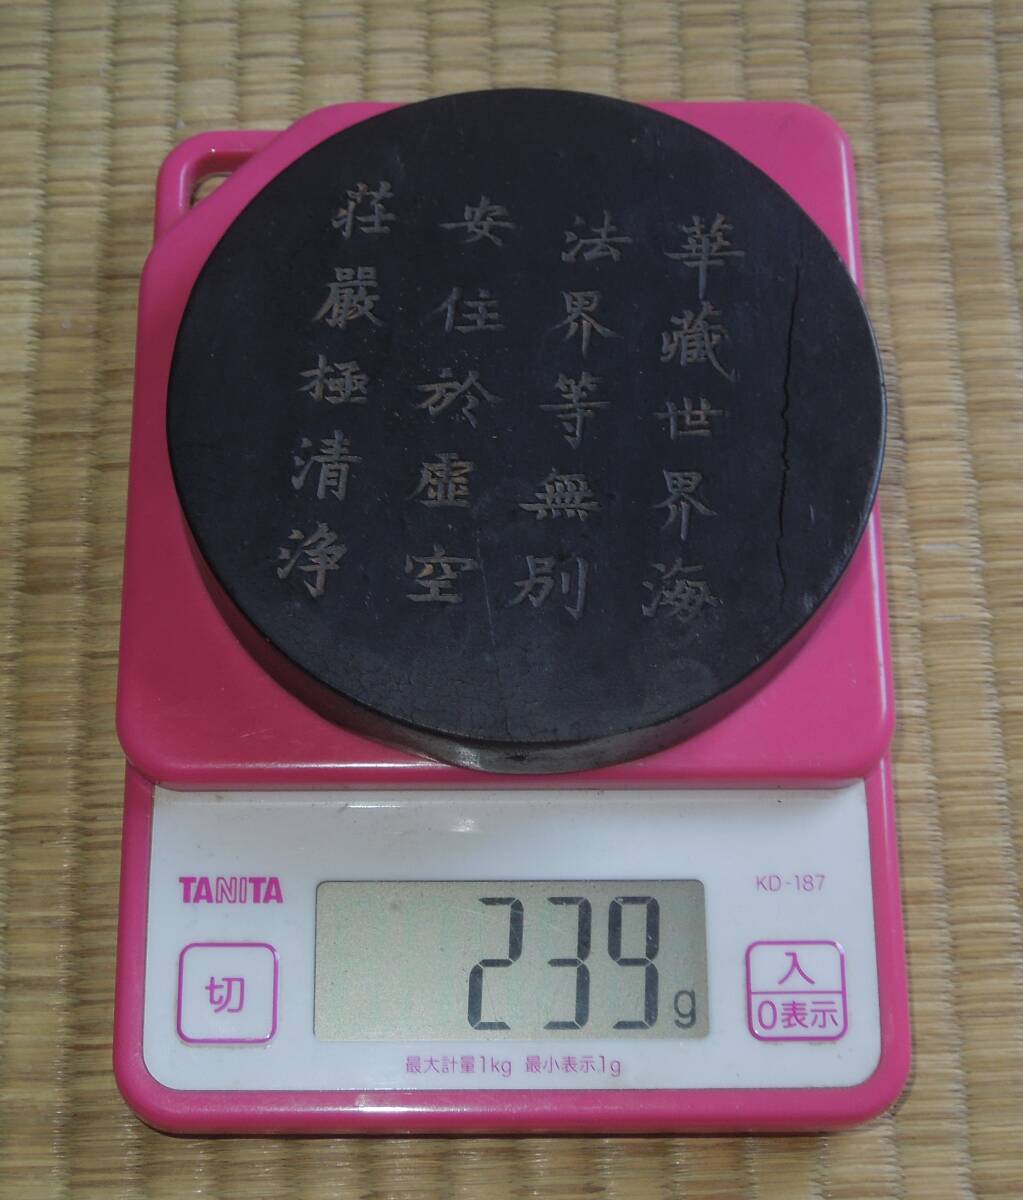 華藏世界海
法界等無別
安住於虛空
莊嚴極清淨
TANITA
KD-187
239g
切
入
0表示
最大計量1kg 最小表示1g